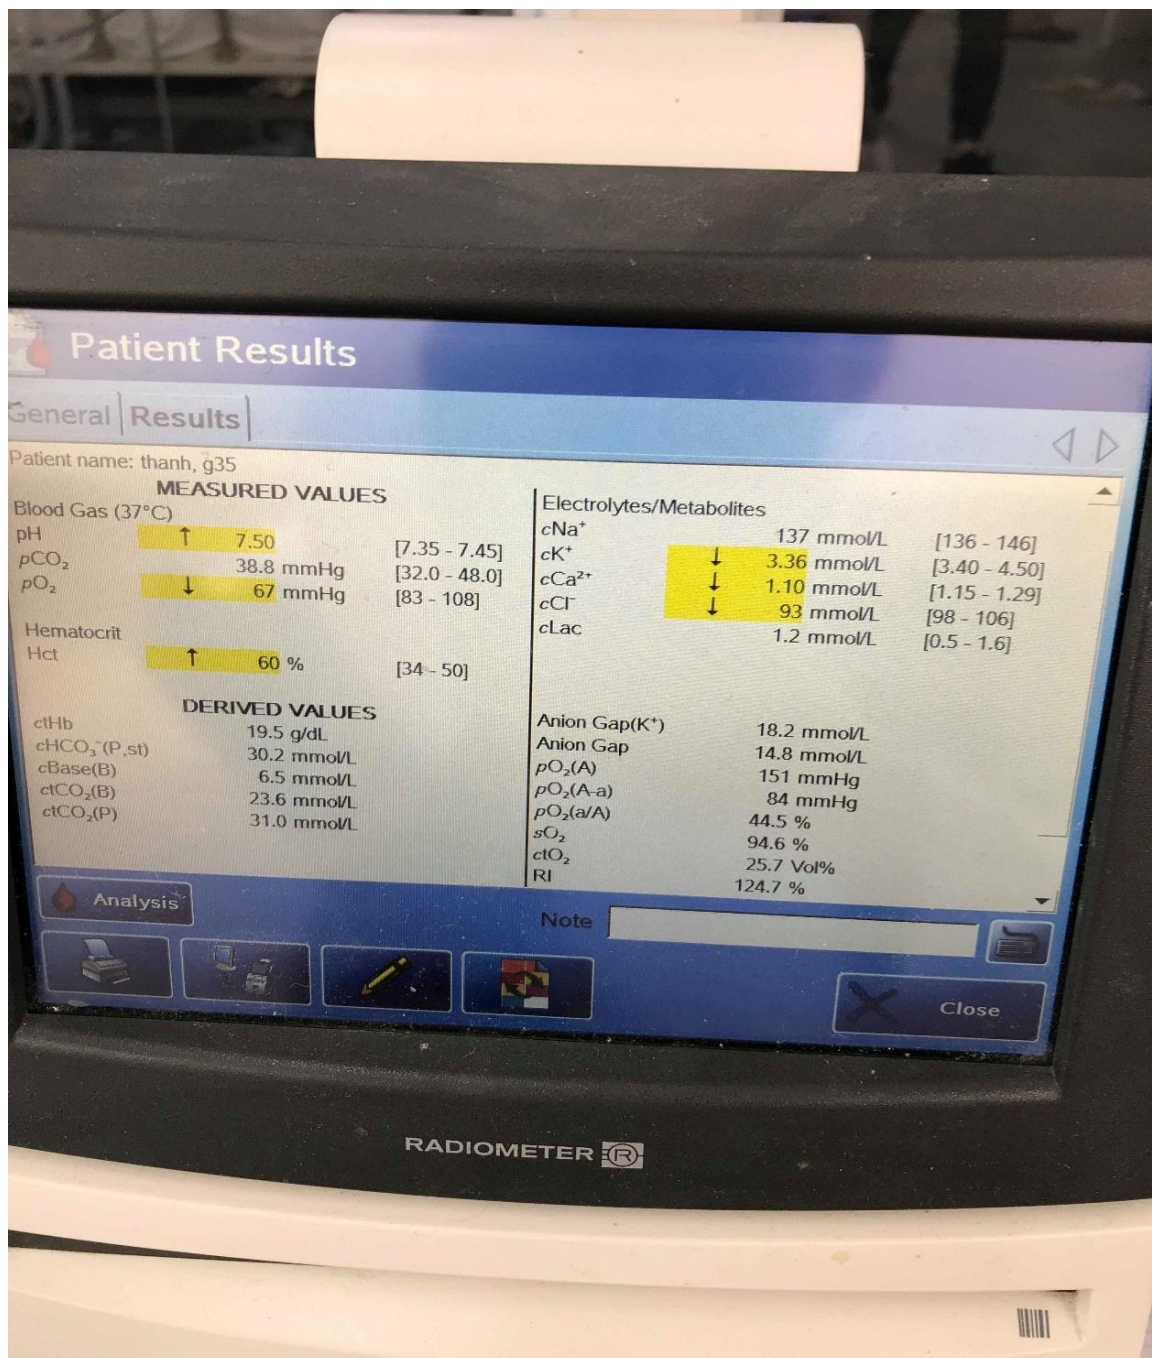 Patient Results
General Results
Patient name: thanh, g35
MEASURED VALUES
Blood Gas (37°C)
pH ↑ 7.50 [7.35 - 7.45]
pCO₂ 38.8 mmHg [32.0 - 48.0]
pO₂ ↓ 67 mmHg [83 - 108]
Hematocrit
Hct ↑ 60 % [34 - 50]
DERIVED VALUES
ctHb 19.5 g/dL
cHCO₃⁻(P,st) 30.2 mmol/L
cBase(B) 6.5 mmol/L
ctCO₂(B) 23.6 mmol/L
ctCO₂(P) 31.0 mmol/L
Electrolytes/Metabolites
cNa⁺ 137 mmol/L [136 - 146]
cK⁺ ↓ 3.36 mmol/L [3.40 - 4.50]
cCa²⁺ ↓ 1.10 mmol/L [1.15 - 1.29]
cCl⁻ ↓ 93 mmol/L [98 - 106]
cLac 1.2 mmol/L [0.5 - 1.6]
Anion Gap(K⁺) 18.2 mmol/L
Anion Gap 14.8 mmol/L
pO₂(A) 151 mmHg
pO₂(A-a) 84 mmHg
pO₂(a/A) 44.5 %
sO₂ 94.6 %
ctO₂ 25.7 Vol%
RI 124.7 %
Analysis
Note
Close
RADIOMETER R